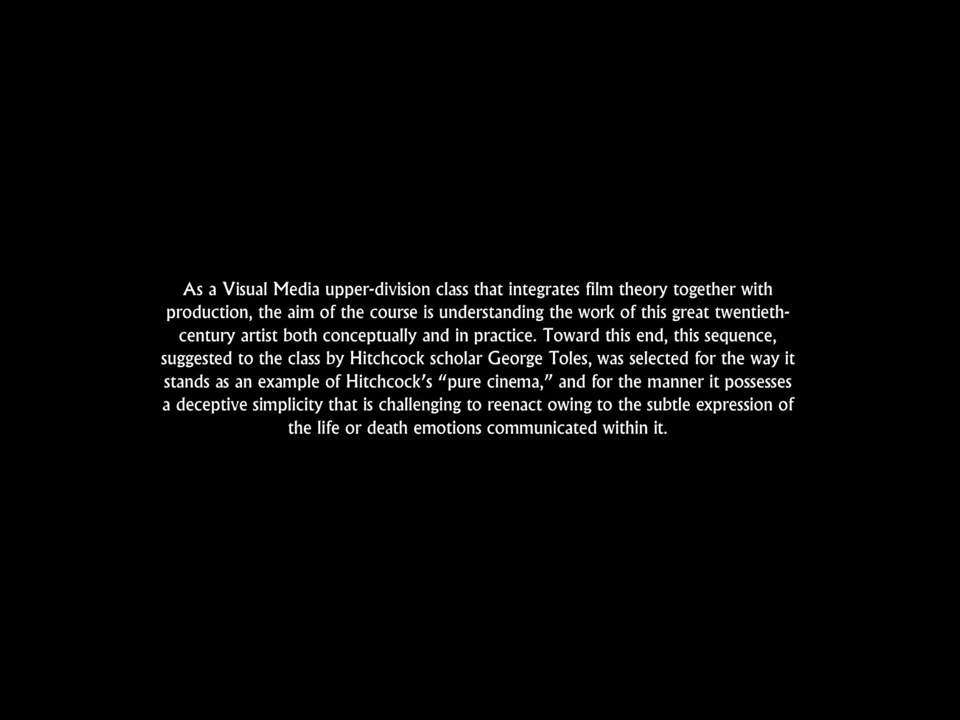 As a Visual Media upper-division class that integrates film theory together with
production, the aim of the course is understanding the work of this great twentieth-
century artist both conceptually and in practice. Toward this end, this sequence,
suggested to the class by Hitchcock scholar George Toles, was selected for the way it
stands as an example of Hitchcock’s “pure cinema,” and for the manner it possesses
a deceptive simplicity that is challenging to reenact owing to the subtle expression of
the life or death emotions communicated within it.